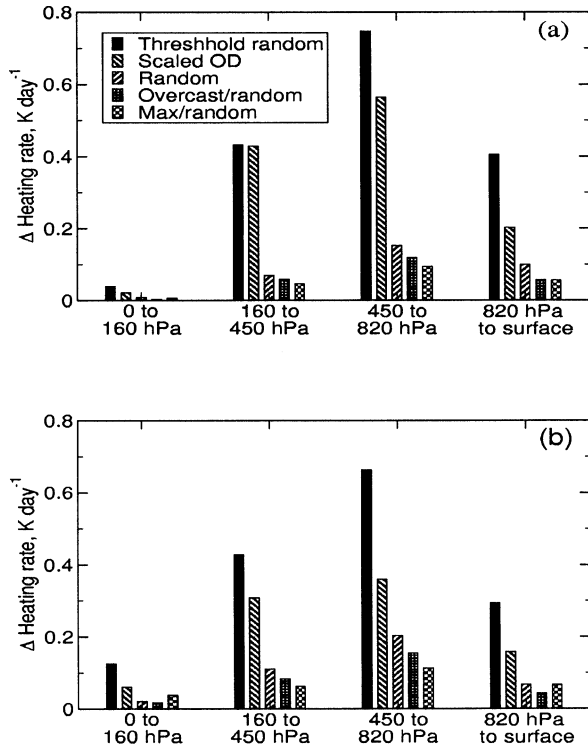 (a)
0.8
0.6
0.4
0.2
0
Δ Heating rate, K day-1
Threshhold random
Scaled OD
Random
Overcast/random
Max/random
0 to
160 hPa
160 to
450 hPa
450 to
820 hPa
820 hPa
to surface
(b)
0.8
0.6
0.4
0.2
0
Δ Heating rate, K day-1
0 to
160 hPa
160 to
450 hPa
450 to
820 hPa
820 hPa
to surface